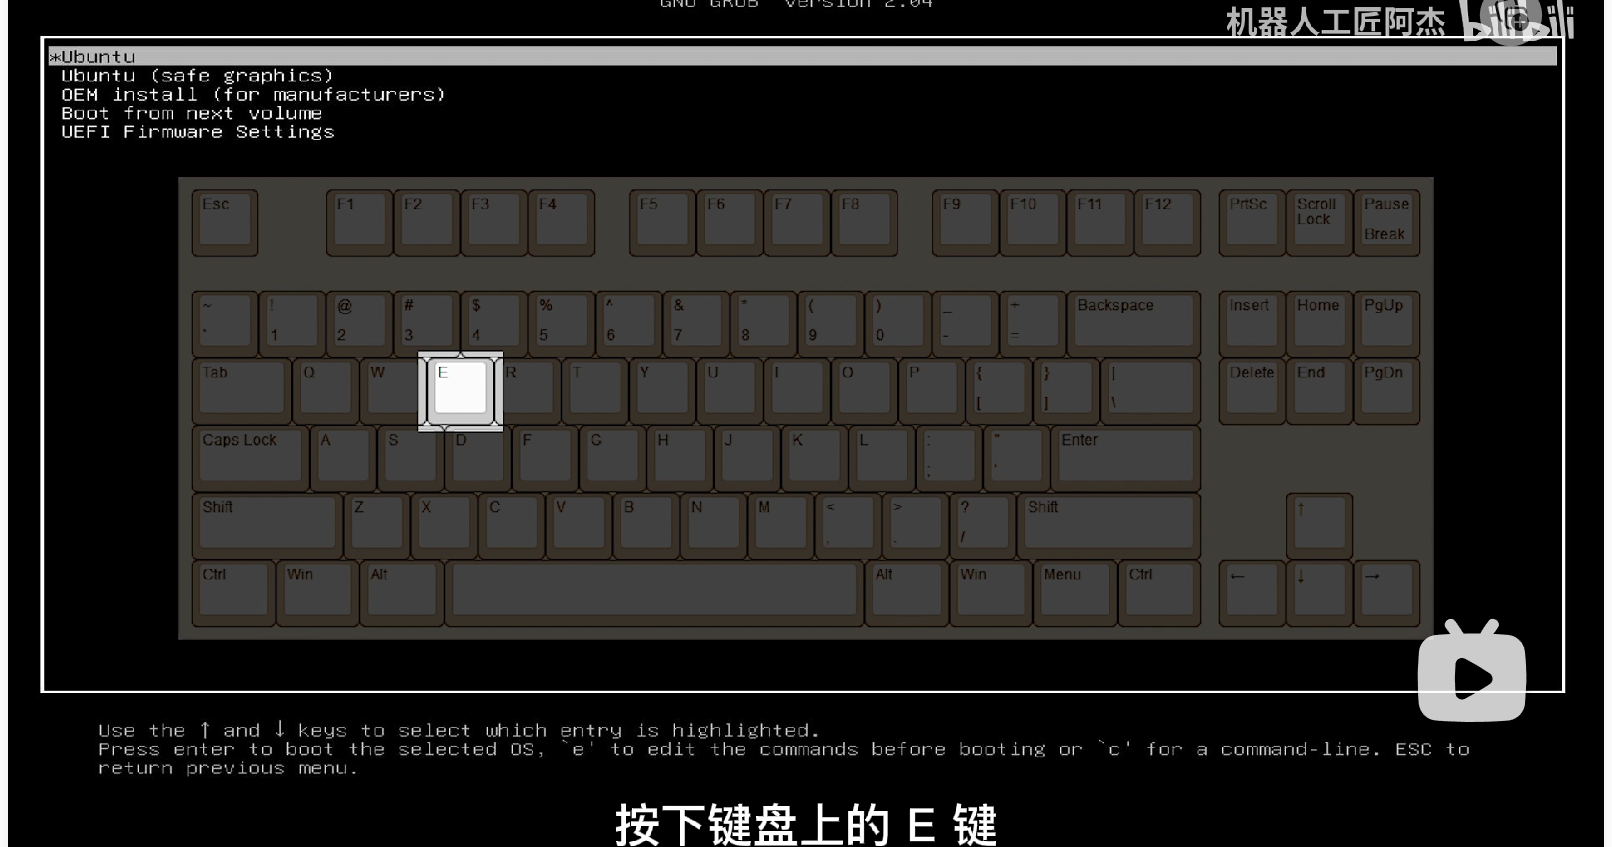 GNU GRUB version 2.04
机器人工匠阿杰 bilibili
*Ubuntu
Ubuntu (safe graphics)
OEM install (for manufacturers)
Boot from next volume
UEFI Firmware Settings
Esc F1 F2 F3 F4 F5 F6 F7 F8 F9 F10 F11 F12 PrtSc Scroll Lock Pause Break
~ ! @ # $ % ^ & * ( ) _ + Backspace Insert Home PgUp
` 1 2 3 4 5 6 7 8 9 0 - =
Tab Q W E R T Y U I O P { } | Delete End PgDn
[ ] \
Caps Lock A S D F G H J K L : " Enter
; '
Shift Z X C V B N M < > ? Shift ↑
, . /
Ctrl Win Alt Alt Win Menu Ctrl ← ↓ →
Use the ↑ and ↓ keys to select which entry is highlighted.
Press enter to boot the selected OS, `e' to edit the commands before booting or `c' for a command-line. ESC to
return previous menu.
按下键盘上的 E 键